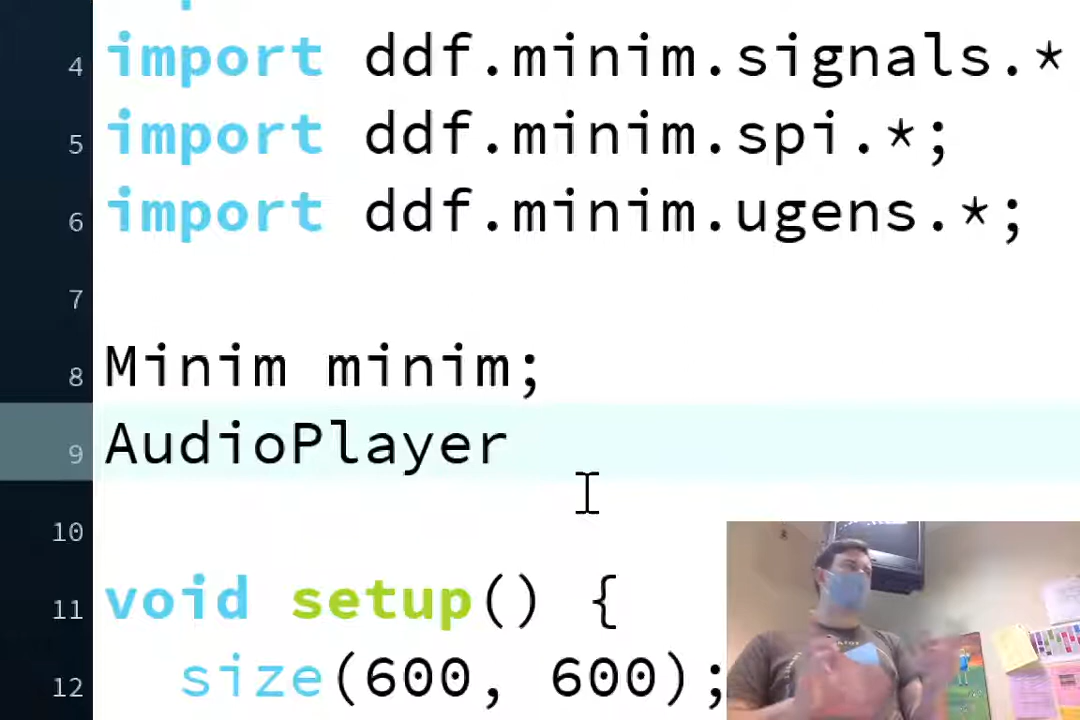 4 import ddf.minim.signals.*
5 import ddf.minim.spi.*;
6 import ddf.minim.ugens.*;
7
8 Minim minim;
9 AudioPlayer
10
11 void setup() {
12 size(600, 600);